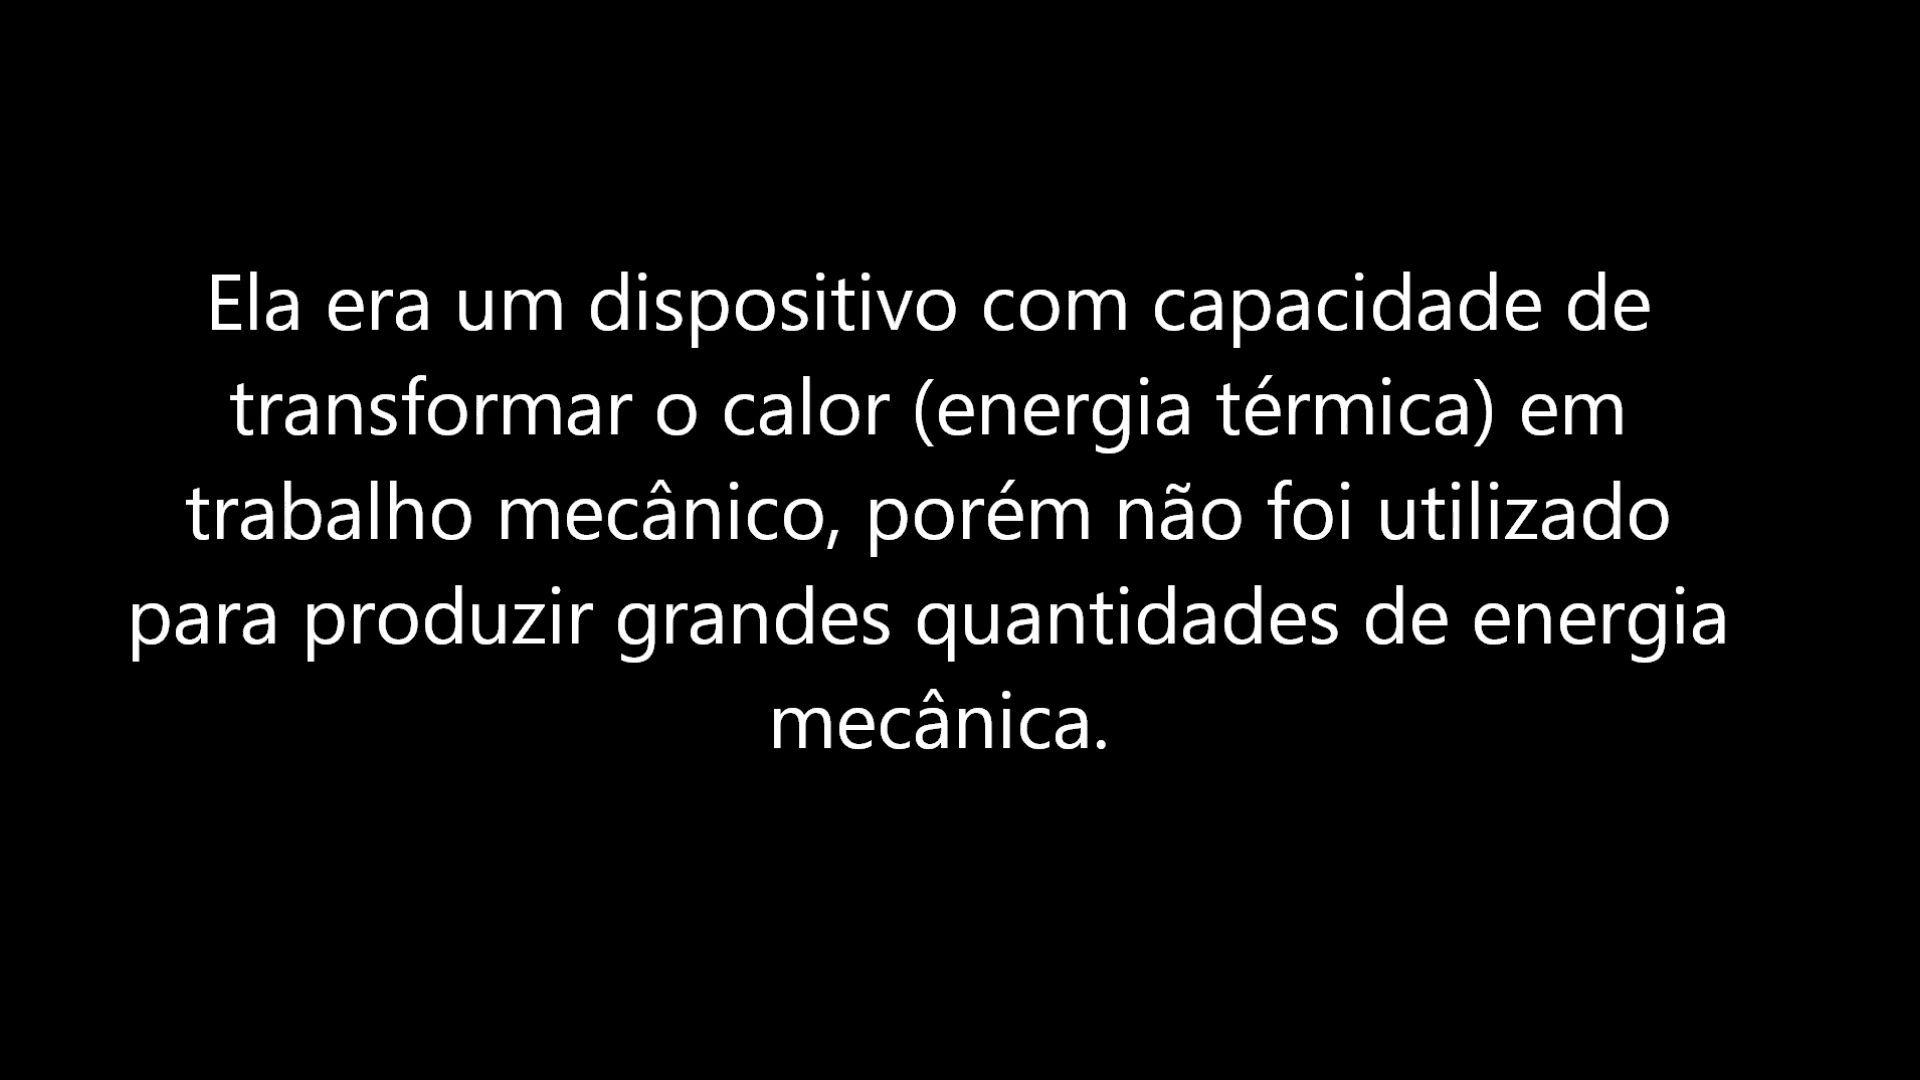 Ela era um dispositivo com capacidade de
transformar o calor (energia térmica) em
trabalho mecânico, porém não foi utilizado
para produzir grandes quantidades de energia
mecânica.